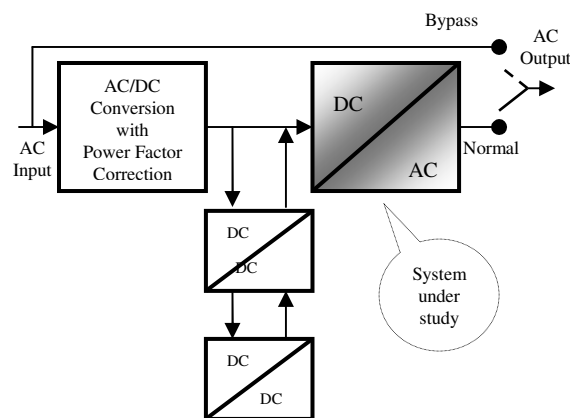 Bypass
AC
Output
AC/DC
Conversion
with
Power Factor
Correction
AC
Input
DC
AC
Normal
DC
DC
System
under
study
DC
DC